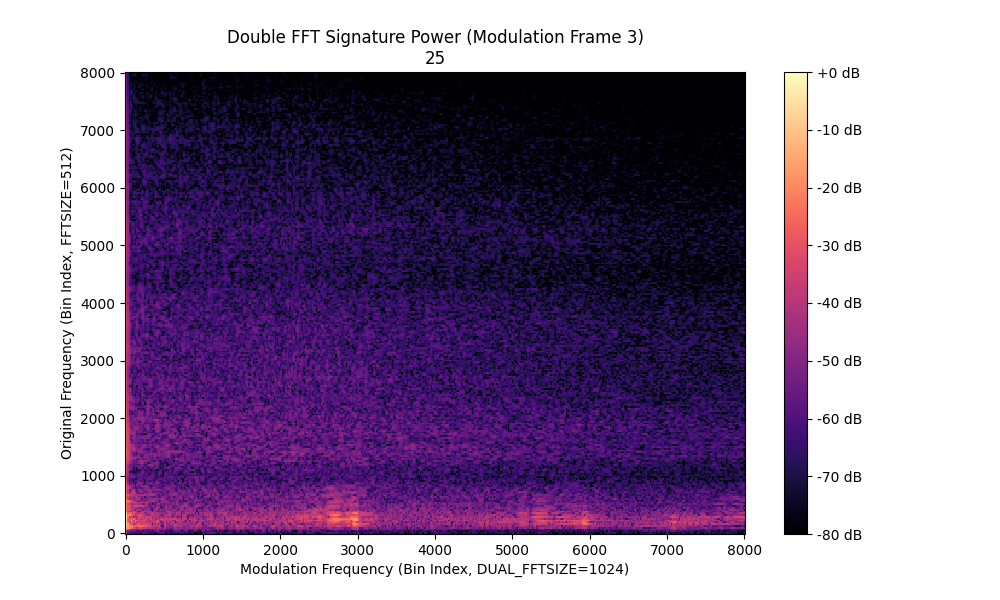 Double FFT Signature Power (Modulation Frame 3)
25
Original Frequency (Bin Index, FFTSIZE=512)
8000
7000
6000
5000
4000
3000
2000
1000
0
0 1000 2000 3000 4000 5000 6000 7000 8000
Modulation Frequency (Bin Index, DUAL_FFTSIZE=1024)
+0 dB
-10 dB
-20 dB
-30 dB
-40 dB
-50 dB
-60 dB
-70 dB
-80 dB